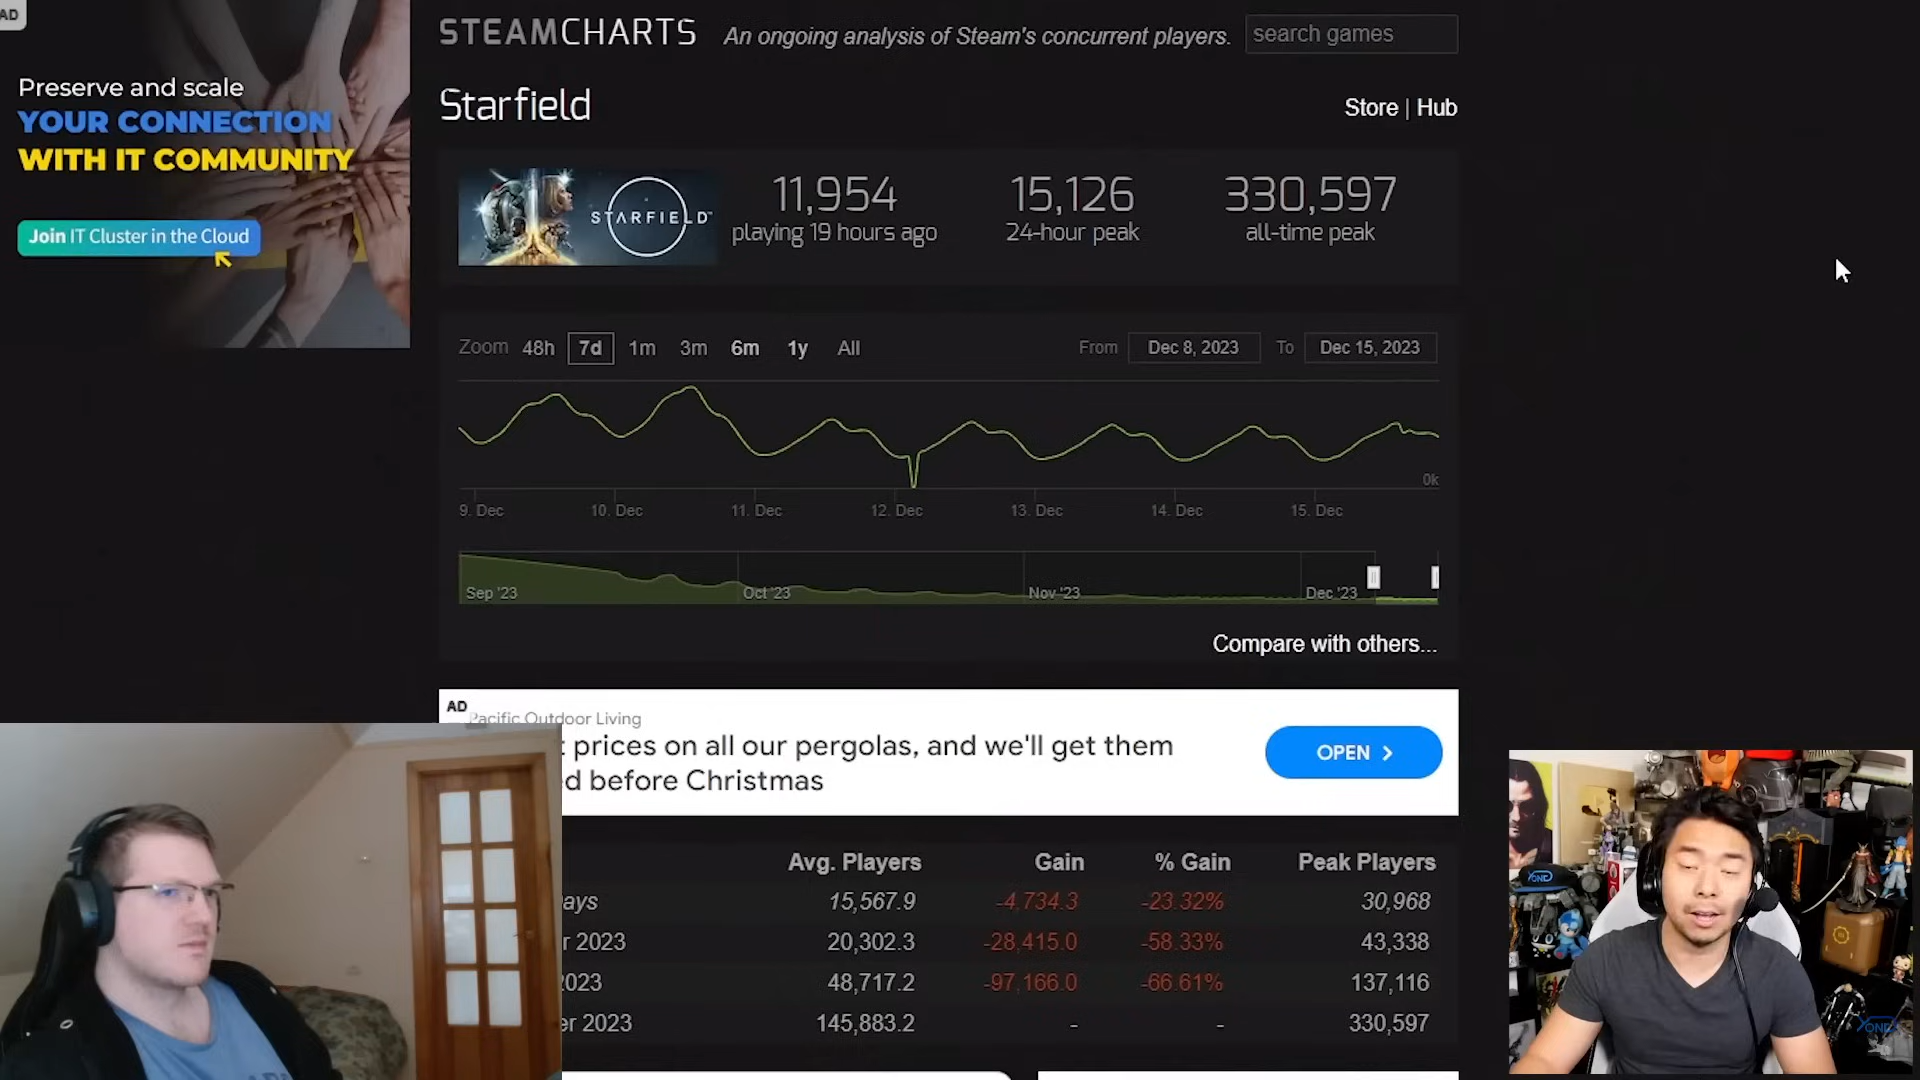 AD
Preserve and scale
YOUR CONNECTION
WITH IT COMMUNITY
Join IT Cluster in the Cloud
STEAMCHARTS An ongoing analysis of Steam's concurrent players. search games
Starfield Store | Hub
STARFIELD
11,954 15,126 330,597
playing 19 hours ago 24-hour peak all-time peak
Zoom 48h 7d 1m 3m 6m 1y All From Dec 8, 2023 To Dec 15, 2023
0k
9. Dec 10. Dec 11. Dec 12. Dec 13. Dec 14. Dec 15. Dec
Sep '23 Oct '23 Nov '23 Dec '23
Compare with others...
AD
Pacific Outdoor Living
prices on all our pergolas, and we'll get them
before Christmas
OPEN
Avg. Players Gain % Gain Peak Players
ays 15,567.9 -4,734.3 -23.32% 30,968
r 2023 20,302.3 -28,415.0 -58.33% 43,338
2023 48,717.2 -97,166.0 -66.61% 137,116
er 2023 145,883.2 - - 330,597
YONG